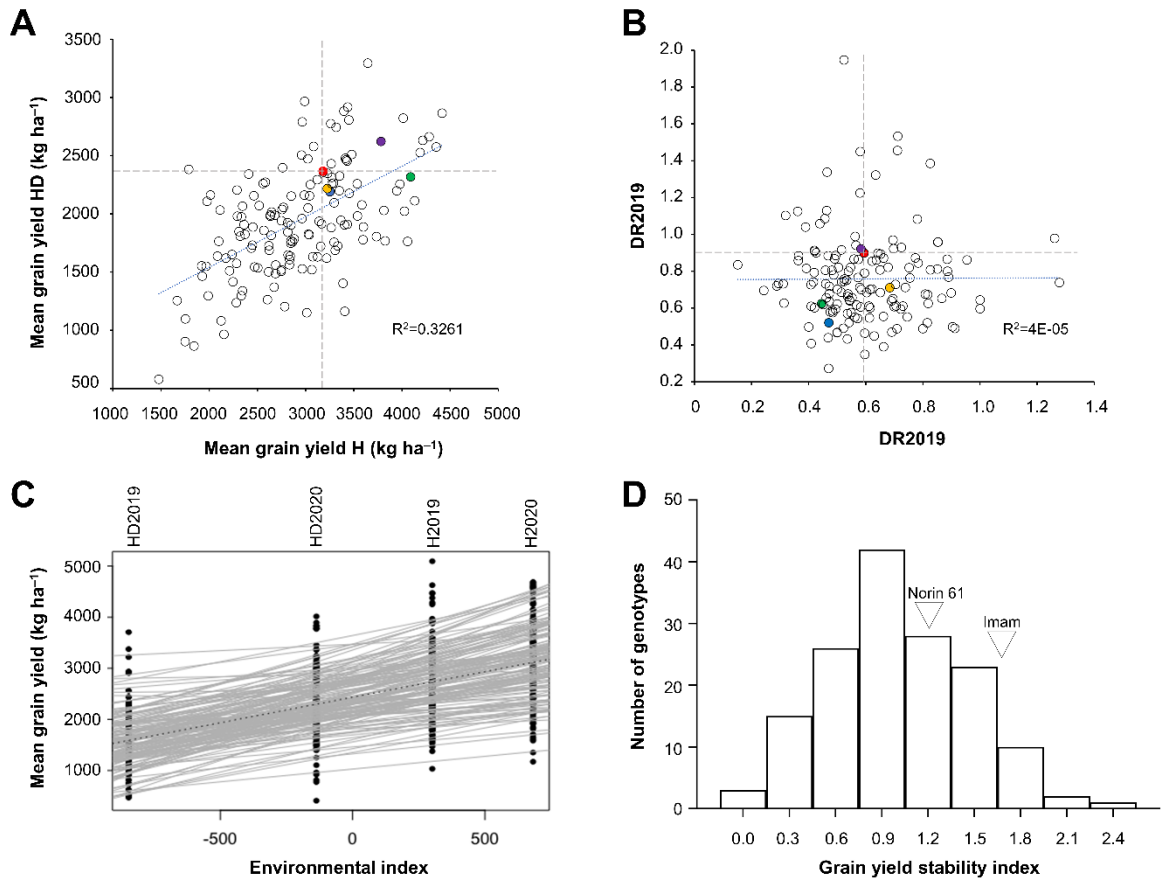 A
3500
3000
2500
2000
1500
1000
500
Mean grain yield HD (kg ha⁻¹)
R²=0.3261
1000 1500 2000 2500 3000 3500 4000 4500 5000
Mean grain yield H (kg ha⁻¹)
B
2.0
1.8
1.6
1.4
1.2
1.0
0.8
0.6
0.4
0.2
DR2019
R²=4E-05
0 0.2 0.4 0.6 0.8 1.0 1.2 1.4
DR2019
C
HD2019
HD2020
H2019
H2020
5000
4000
3000
2000
1000
Mean grain yield (kg ha⁻¹)
-500 0 500
Environmental index
D
50
40
30
20
10
0
Number of genotypes
Norin 61
Imam
0.0 0.3 0.6 0.9 1.2 1.5 1.8 2.1 2.4
Grain yield stability index